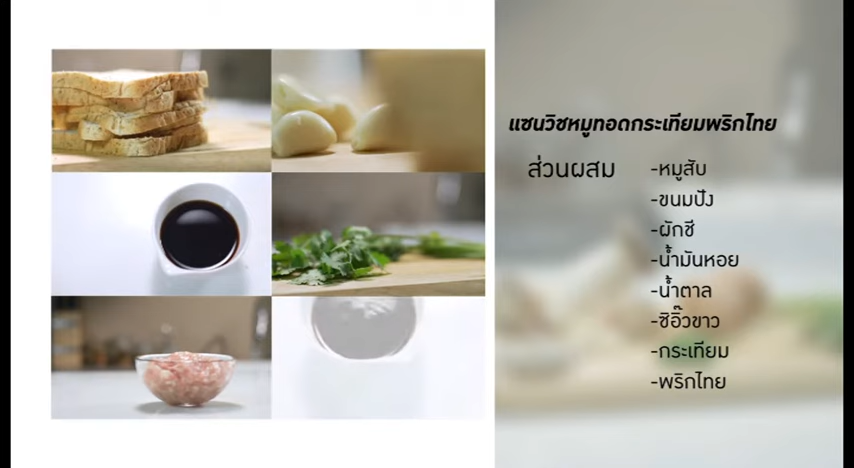 แซนวิชหมูทอดกระเทียมพริกไทย
ส่วนผสม
-หมูสับ
-ขนมปัง
-ผักชี
-น้ำมันหอย
-น้ำตาล
-ซิอิ๊วขาว
-กระเทียม
-พริกไทย